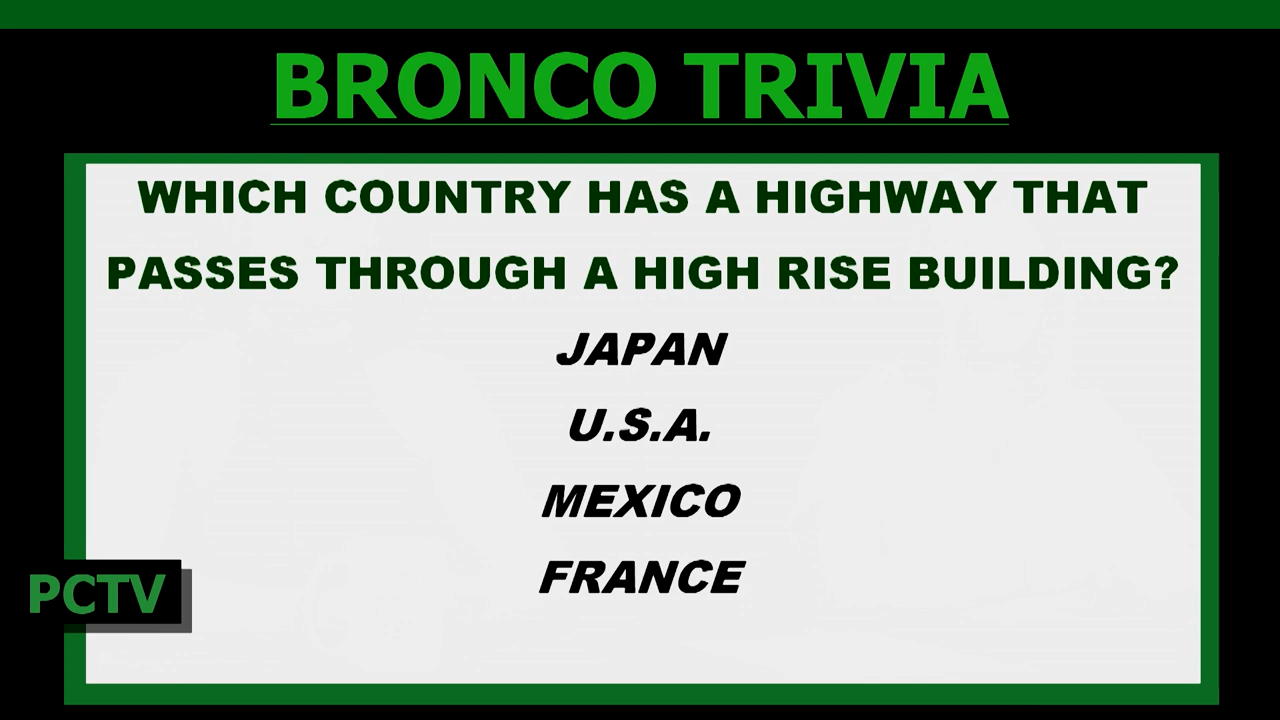 BRONCO TRIVIA
WHICH COUNTRY HAS A HIGHWAY THAT
PASSES THROUGH A HIGH RISE BUILDING?
JAPAN
U.S.A.
MEXICO
FRANCE
PCTV